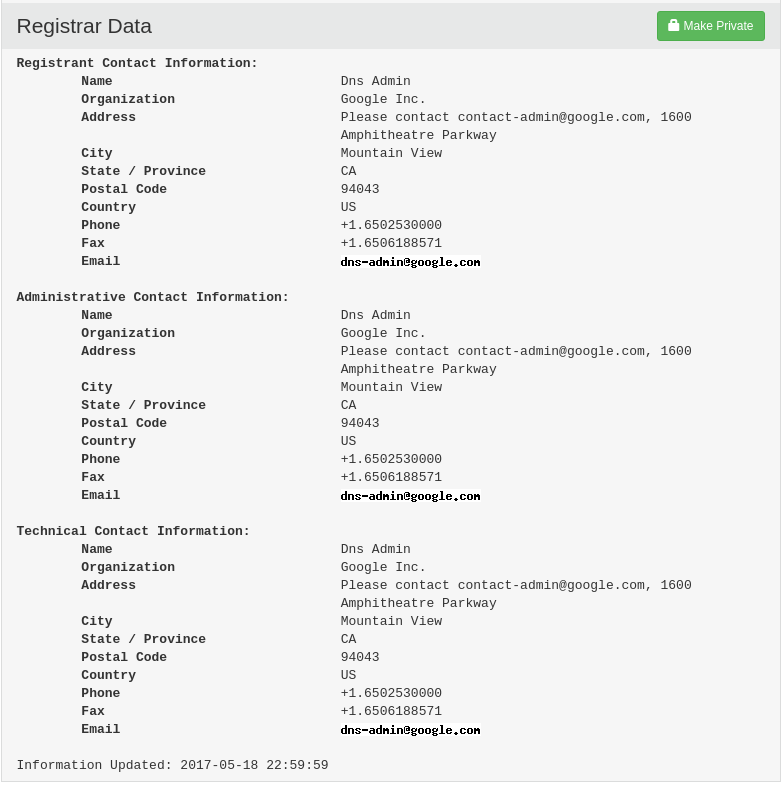 Registrar Data
Make Private
Registrant Contact Information:
Name Dns Admin
Organization Google Inc.
Address Please contact contact-admin@google.com, 1600
Amphitheatre Parkway
City Mountain View
State / Province CA
Postal Code 94043
Country US
Phone +1.6502530000
Fax +1.6506188571
Email dns-admin@google.com
Administrative Contact Information:
Name Dns Admin
Organization Google Inc.
Address Please contact contact-admin@google.com, 1600
Amphitheatre Parkway
City Mountain View
State / Province CA
Postal Code 94043
Country US
Phone +1.6502530000
Fax +1.6506188571
Email dns-admin@google.com
Technical Contact Information:
Name Dns Admin
Organization Google Inc.
Address Please contact contact-admin@google.com, 1600
Amphitheatre Parkway
City Mountain View
State / Province CA
Postal Code 94043
Country US
Phone +1.6502530000
Fax +1.6506188571
Email dns-admin@google.com
Information Updated: 2017-05-18 22:59:59